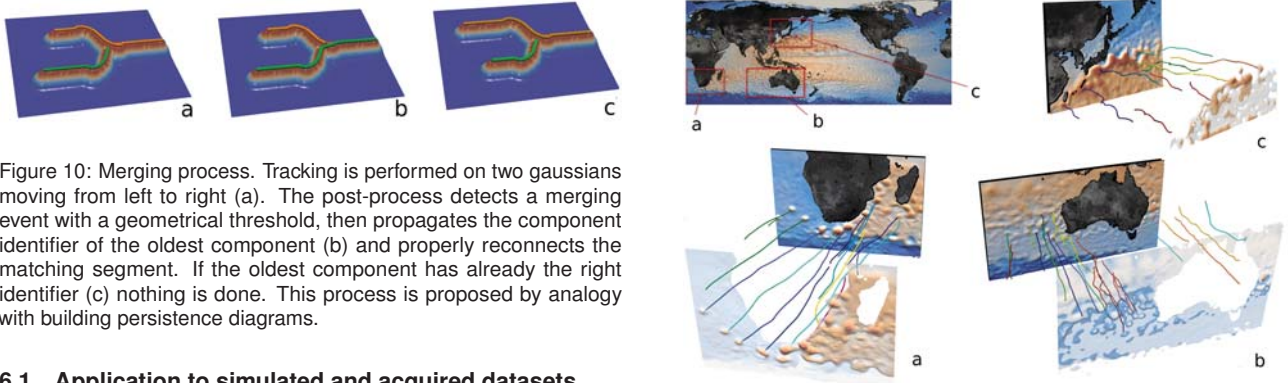 a
b
c
Figure 10: Merging process. Tracking is performed on two gaussians
moving from left to right (a). The post-process detects a merging
event with a geometrical threshold, then propagates the component
identifier of the oldest component (b) and properly reconnects the
matching segment. If the oldest component has already the right
identifier (c) nothing is done. This process is proposed by analogy
with building persistence diagrams.
6.1 Application to simulated and acquired datasets
a
b
c
c
a
b